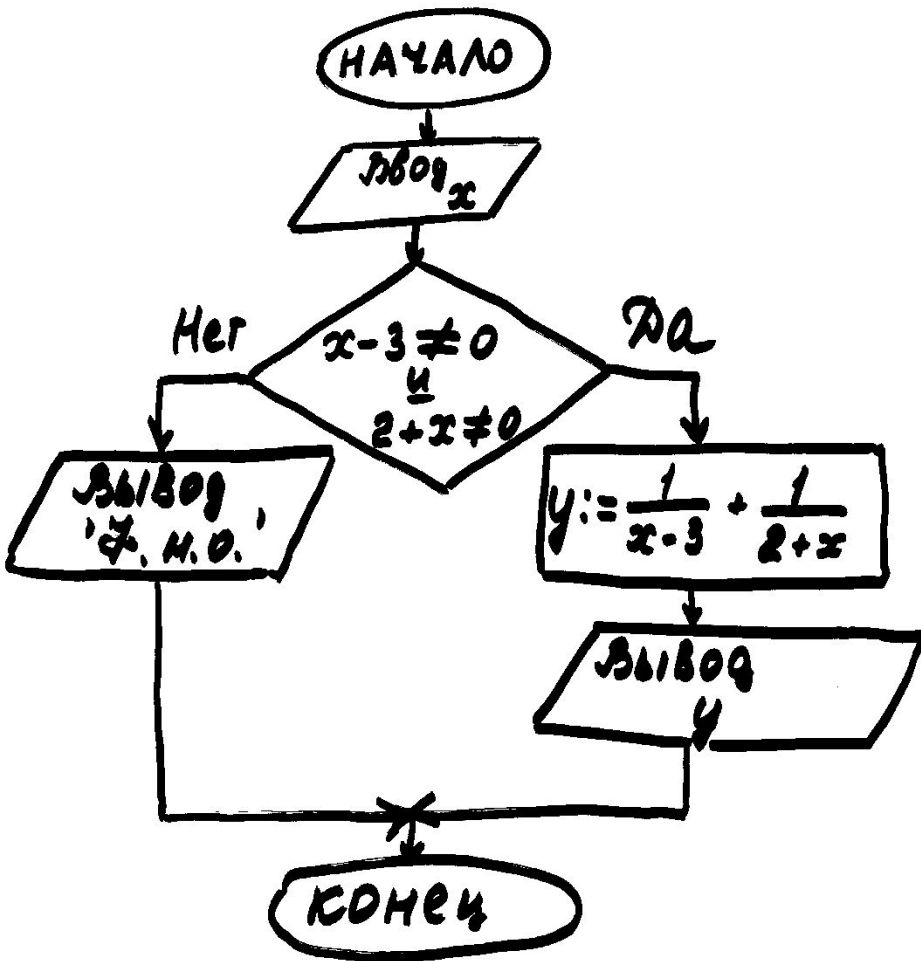 НАЧАЛО
Ввод x
Нет
Да
x-3≠0
и
2+x≠0
Вывод
'Ф. н. о.'
y:= 1/(x-3) + 1/(2+x)
Вывод
y
конец